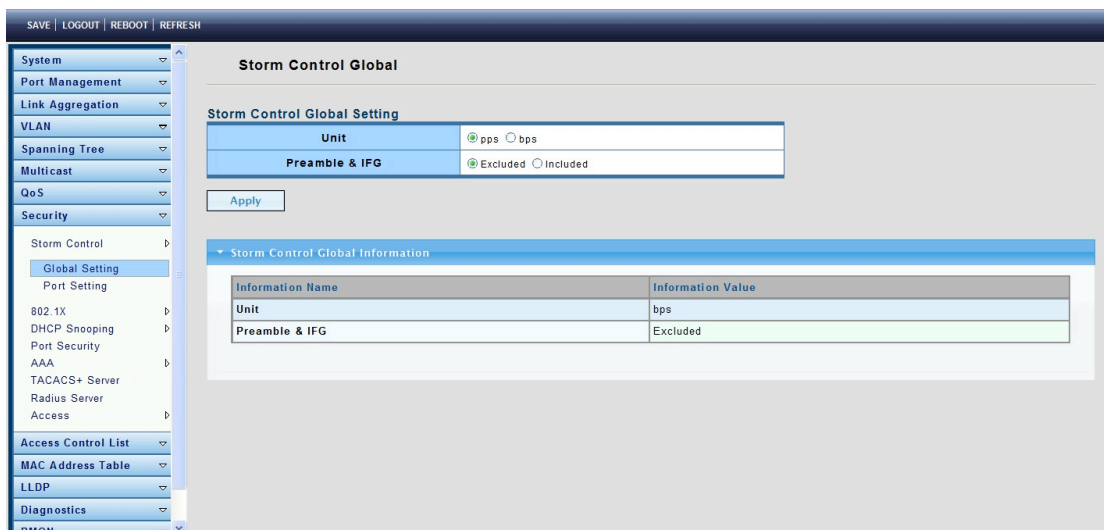 SAVE | LOGOUT | REBOOT | REFRESH
System
Port Management
Link Aggregation
VLAN
Spanning Tree
Multicast
QoS
Security
Storm Control
Global Setting
Port Setting
802.1X
DHCP Snooping
Port Security
AAA
TACACS+ Server
Radius Server
Access
Access Control List
MAC Address Table
LLDP
Diagnostics
RMON
Storm Control Global
Storm Control Global Setting
Unit pps bps
Preamble & IFG Excluded Included
Apply
Storm Control Global Information
Information Name Information Value
Unit bps
Preamble & IFG Excluded